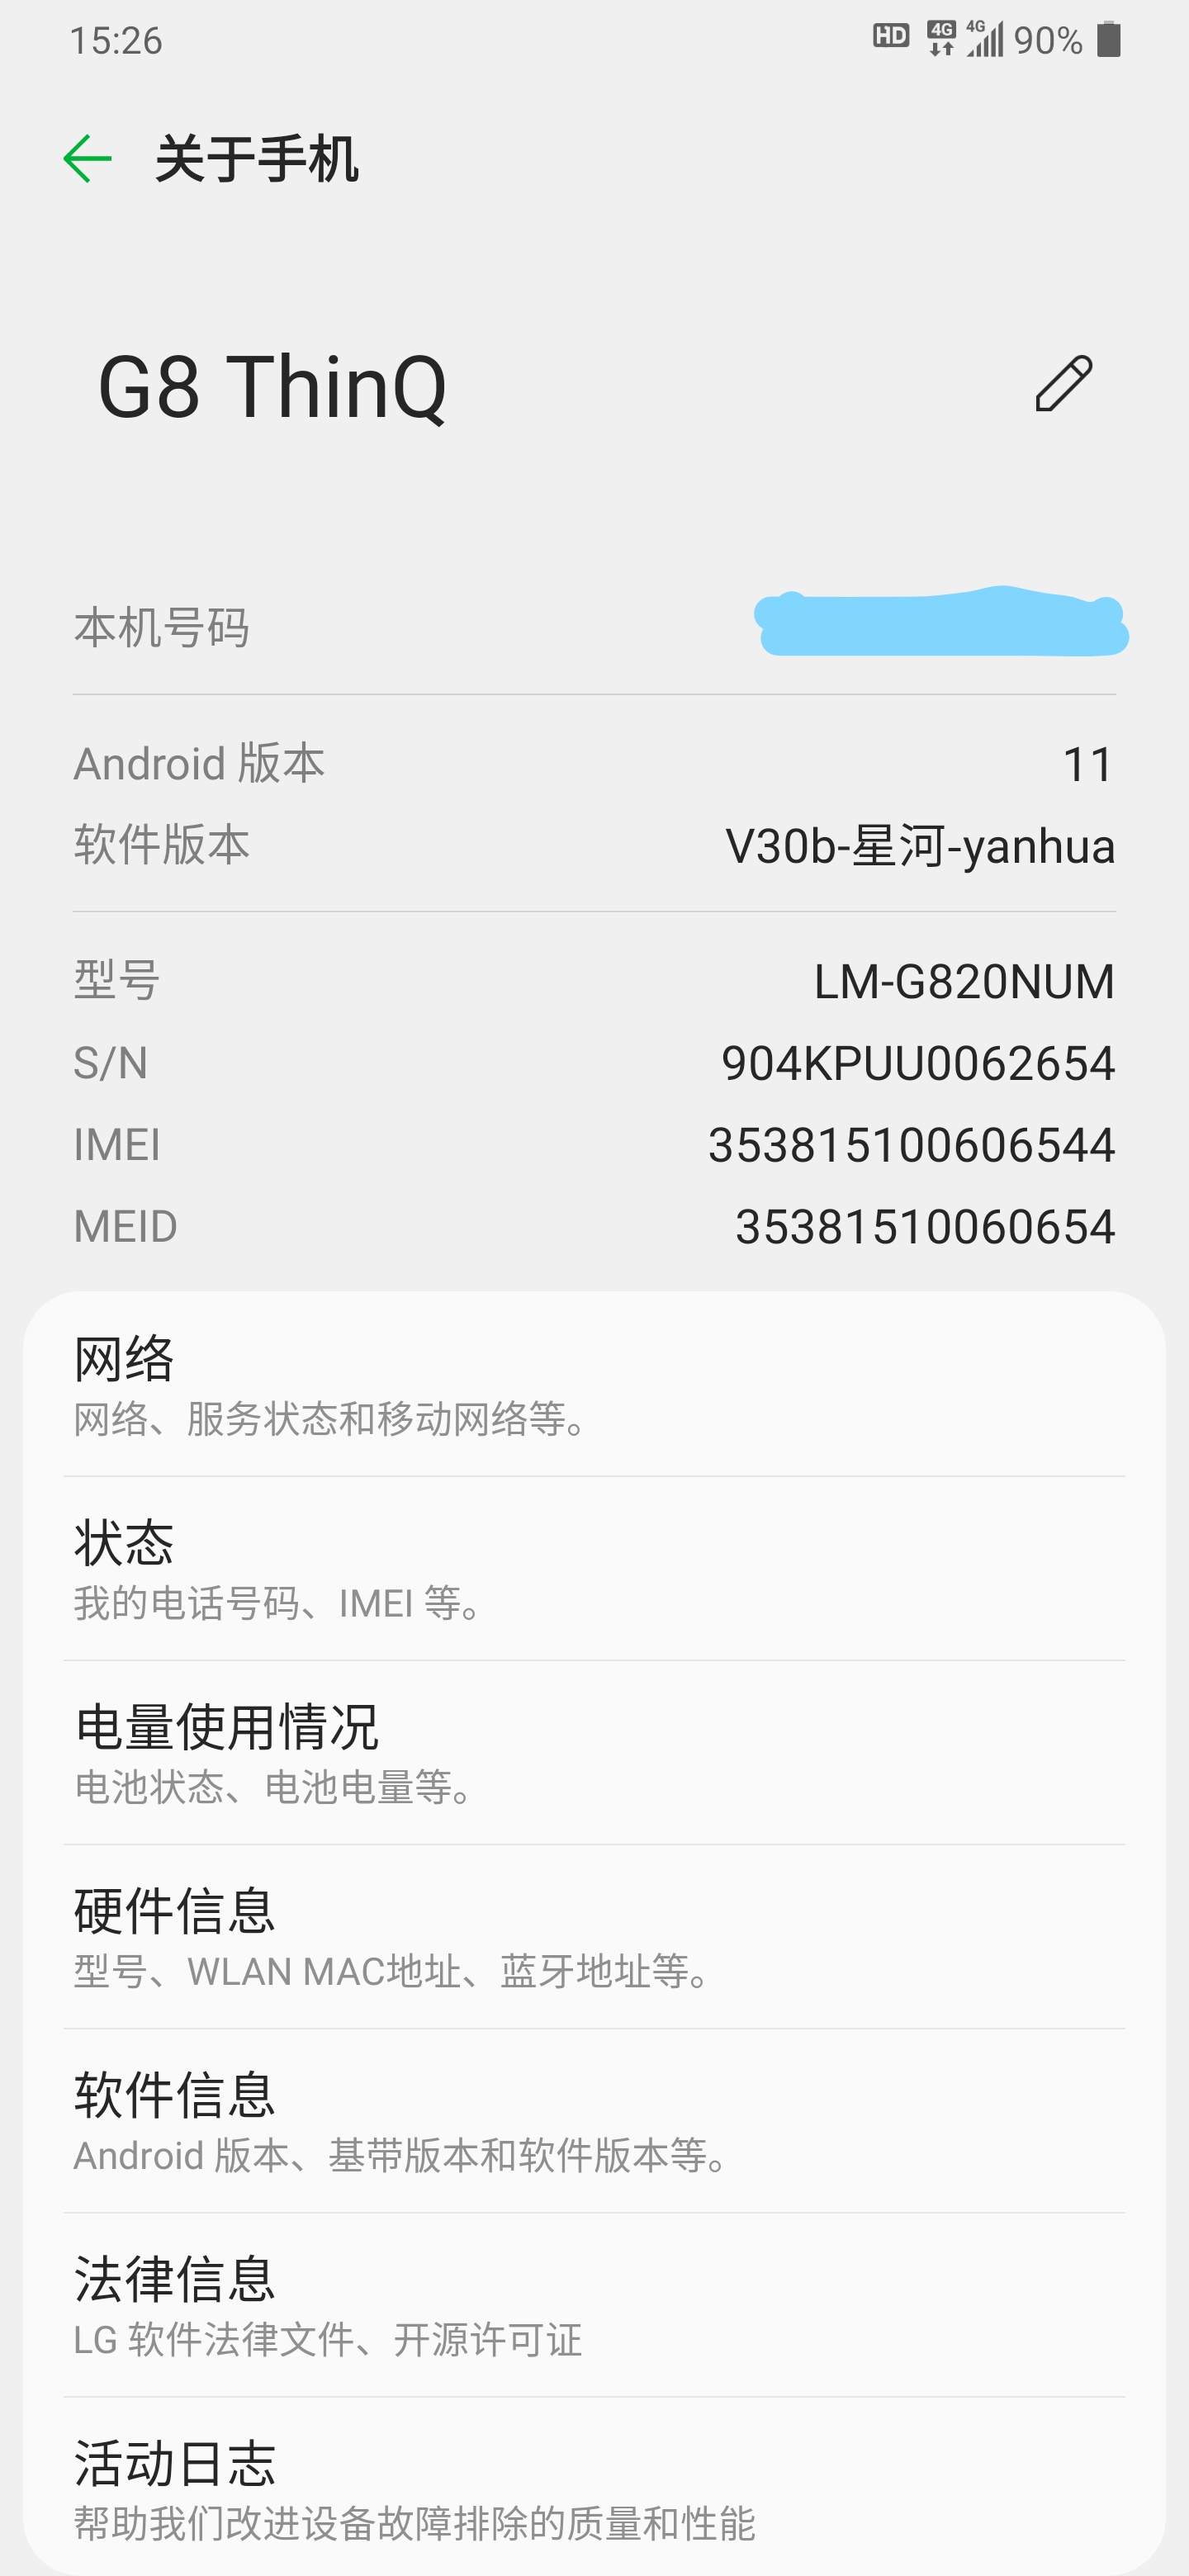 15:26
HD 4G 4G 90%
关于手机
G8 ThinQ
本机号码
Android 版本 11
软件版本 V30b-星河-yanhua
型号 LM-G820NUM
S/N 904KPUU0062654
IMEI 353815100606544
MEID 35381510060654
网络
网络、服务状态和移动网络等。
状态
我的电话号码、IMEI 等。
电量使用情况
电池状态、电池电量等。
硬件信息
型号、WLAN MAC地址、蓝牙地址等。
软件信息
Android 版本、基带版本和软件版本等。
法律信息
LG 软件法律文件、开源许可证
活动日志
帮助我们改进设备故障排除的质量和性能